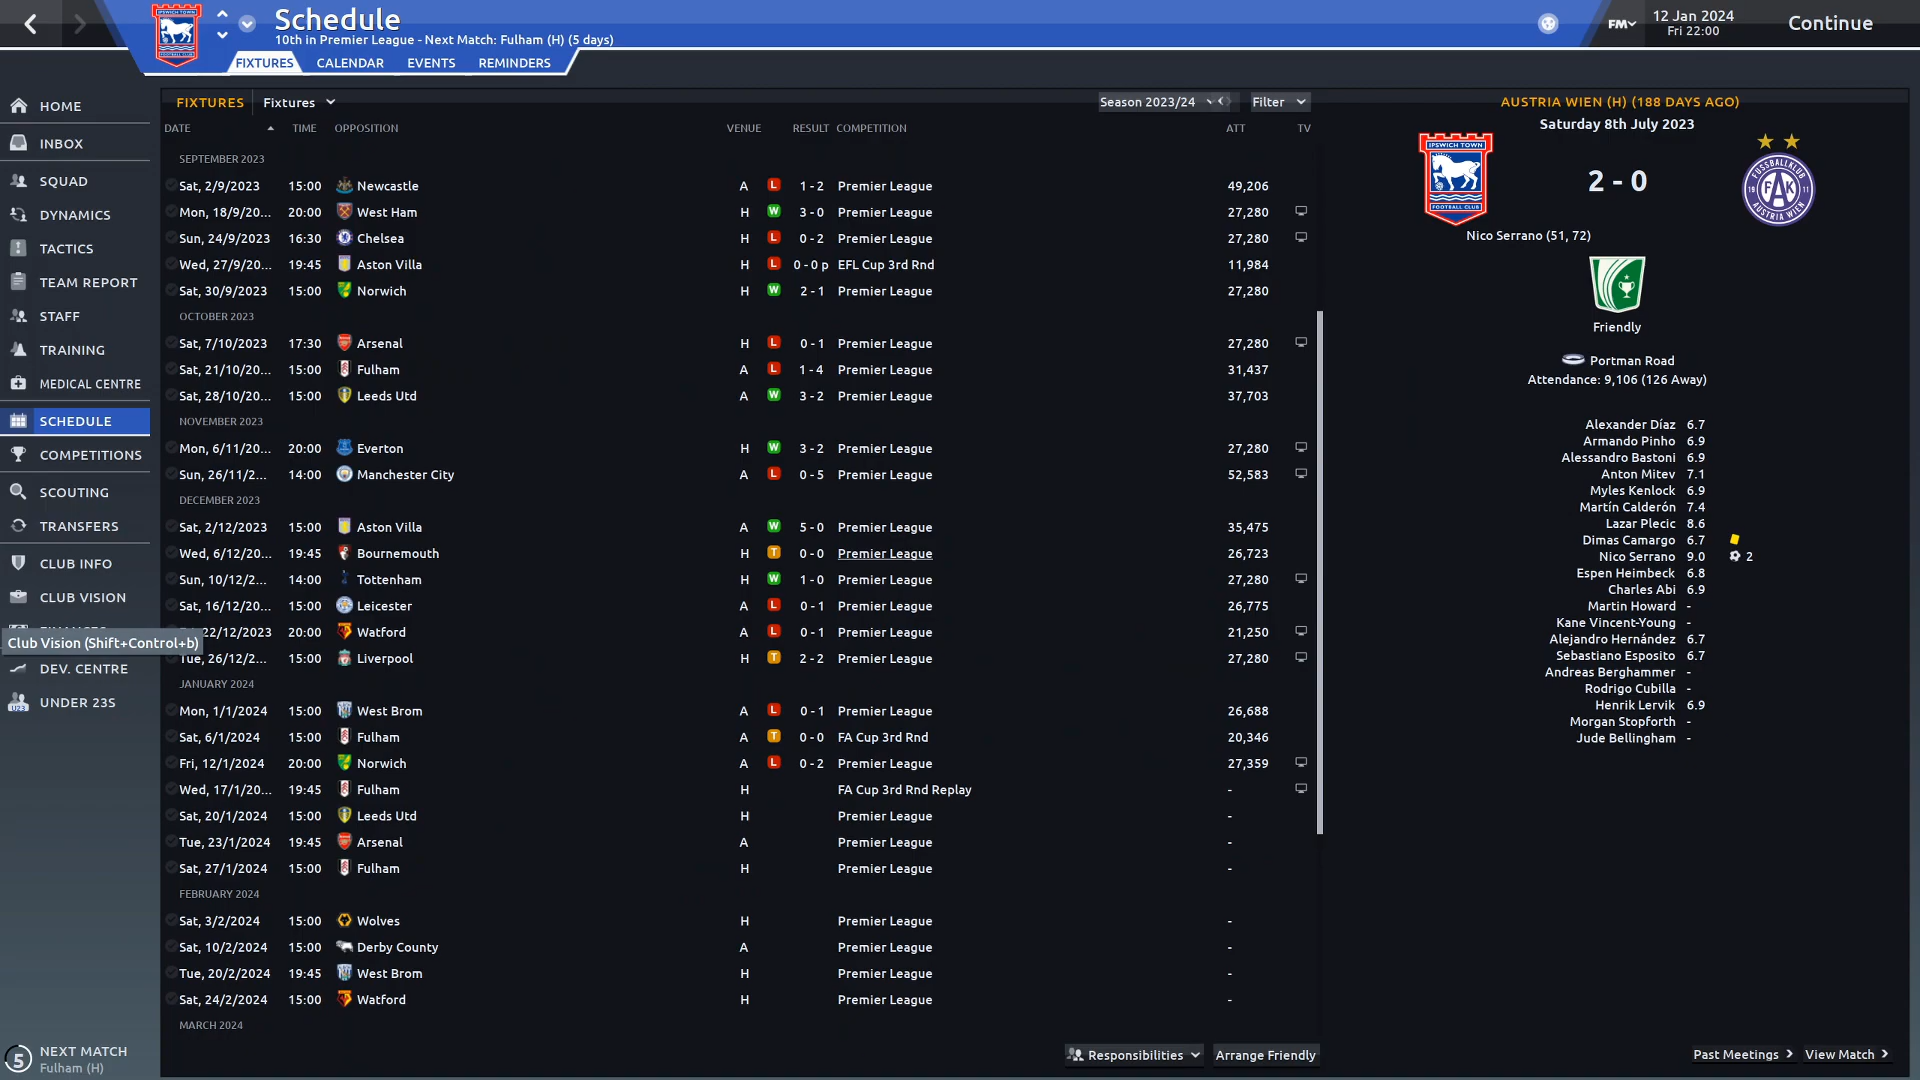 Schedule
10th in Premier League - Next Match: Fulham (H) (5 days)
FIXTURES CALENDAR EVENTS REMINDERS
FM 12 Jan 2024
Fri 22:00
Continue
HOME
INBOX
SQUAD
DYNAMICS
TACTICS
TEAM REPORT
STAFF
TRAINING
MEDICAL CENTRE
SCHEDULE
COMPETITIONS
SCOUTING
TRANSFERS
CLUB INFO
CLUB VISION
Club Vision (Shift+Control+b)
DEV. CENTRE
UNDER 23S
5 NEXT MATCH
Fulham (H)
FIXTURES Fixtures Season 2023/24 Filter
DATE TIME OPPOSITION VENUE RESULT COMPETITION ATT TV
SEPTEMBER 2023
Sat, 2/9/2023 15:00 Newcastle A L 1 - 2 Premier League 49,206
Mon, 18/9/20... 20:00 West Ham H W 3 - 0 Premier League 27,280
Sun, 24/9/2023 16:30 Chelsea H L 0 - 2 Premier League 27,280
Wed, 27/9/20... 19:45 Aston Villa H L 0 - 0 p EFL Cup 3rd Rnd 11,984
Sat, 30/9/2023 15:00 Norwich H W 2 - 1 Premier League 27,280
OCTOBER 2023
Sat, 7/10/2023 17:30 Arsenal H L 0 - 1 Premier League 27,280
Sat, 21/10/20... 15:00 Fulham A L 1 - 4 Premier League 31,437
Sat, 28/10/20... 15:00 Leeds Utd A W 3 - 2 Premier League 37,703
NOVEMBER 2023
Mon, 6/11/20... 20:00 Everton H W 3 - 2 Premier League 27,280
Sun, 26/11/2... 14:00 Manchester City A L 0 - 5 Premier League 52,583
DECEMBER 2023
Sat, 2/12/2023 15:00 Aston Villa A W 5 - 0 Premier League 35,475
Wed, 6/12/20... 19:45 Bournemouth H T 0 - 0 Premier League 26,723
Sun, 10/12/2... 14:00 Tottenham H W 1 - 0 Premier League 27,280
Sat, 16/12/20... 15:00 Leicester A L 0 - 1 Premier League 26,775
22/12/2023 20:00 Watford A L 0 - 1 Premier League 21,250
Tue, 26/12/2... 15:00 Liverpool H T 2 - 2 Premier League 27,280
JANUARY 2024
Mon, 1/1/2024 15:00 West Brom A L 0 - 1 Premier League 26,688
Sat, 6/1/2024 15:00 Fulham A T 0 - 0 FA Cup 3rd Rnd 20,346
Fri, 12/1/2024 20:00 Norwich A L 0 - 2 Premier League 27,359
Wed, 17/1/20... 19:45 Fulham H FA Cup 3rd Rnd Replay -
Sat, 20/1/2024 15:00 Leeds Utd H Premier League -
Tue, 23/1/2024 19:45 Arsenal A Premier League -
Sat, 27/1/2024 15:00 Fulham H Premier League -
FEBRUARY 2024
Sat, 3/2/2024 15:00 Wolves H Premier League -
Sat, 10/2/2024 15:00 Derby County A Premier League -
Tue, 20/2/2024 19:45 West Brom H Premier League -
Sat, 24/2/2024 15:00 Watford H Premier League -
MARCH 2024
Responsibilities Arrange Friendly
AUSTRIA WIEN (H) (188 DAYS AGO)
Saturday 8th July 2023
IPSWICH TOWN
FOOTBALL CLUB
2 - 0
FUSSBALLKLUB
19 FAK 11
AUSTRIA WIEN
Nico Serrano (51, 72)
Friendly
Portman Road
Attendance: 9,106 (126 Away)
Alexander Díaz 6.7
Armando Pinho 6.9
Alessandro Bastoni 6.9
Anton Mitev 7.1
Myles Kenlock 6.9
Martín Calderón 7.4
Lazar Plecic 8.6
Dimas Camargo 6.7
Nico Serrano 9.0 2
Espen Heimbeck 6.8
Charles Abi 6.9
Martin Howard -
Kane Vincent-Young -
Alejandro Hernández 6.7
Sebastiano Esposito 6.7
Andreas Berghammer -
Rodrigo Cubilla -
Henrik Lervik 6.9
Morgan Stopforth -
Jude Bellingham -
Past Meetings View Match